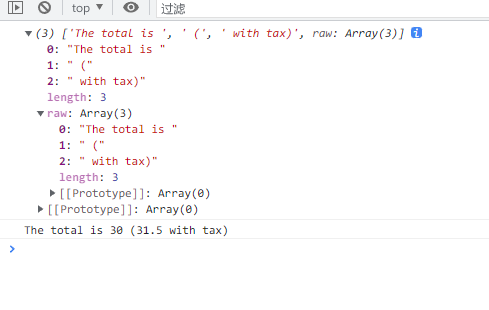 top 过滤
(3) ['The total is ', ' (', ' with tax)', raw: Array(3)] i
0: "The total is "
1: " ("
2: " with tax)"
length: 3
raw: Array(3)
0: "The total is "
1: " ("
2: " with tax)"
length: 3
[[Prototype]]: Array(0)
[[Prototype]]: Array(0)
The total is 30 (31.5 with tax)